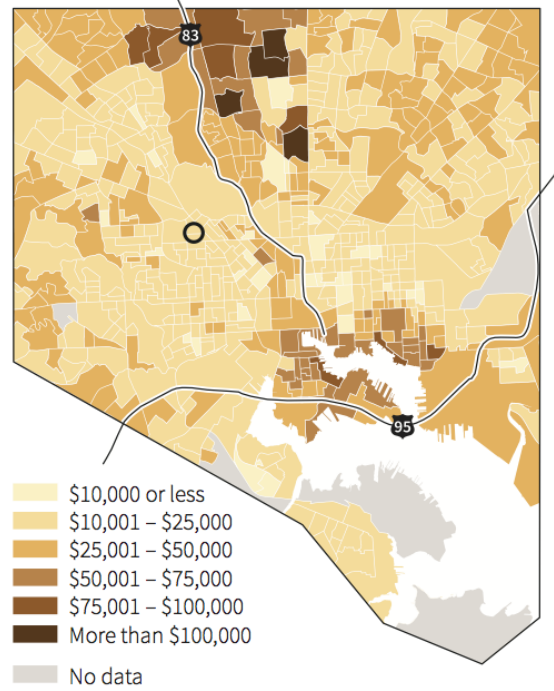 83
95
$10,000 or less
$10,001 – $25,000
$25,001 – $50,000
$50,001 – $75,000
$75,001 – $100,000
More than $100,000
No data